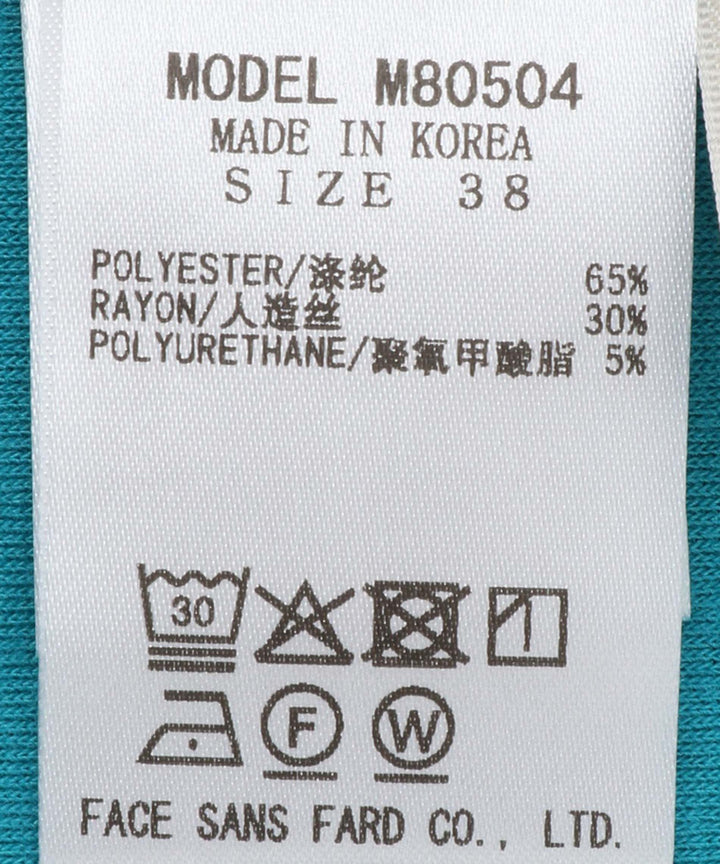 MODEL M80504
MADE IN KOREA
SIZE 38
POLYESTER/涤纶 65%
RAYON/人造丝 30%
POLYURETHANE/聚氨甲酸脂 5%
30
F W
FACE SANS FARD CO., LTD.